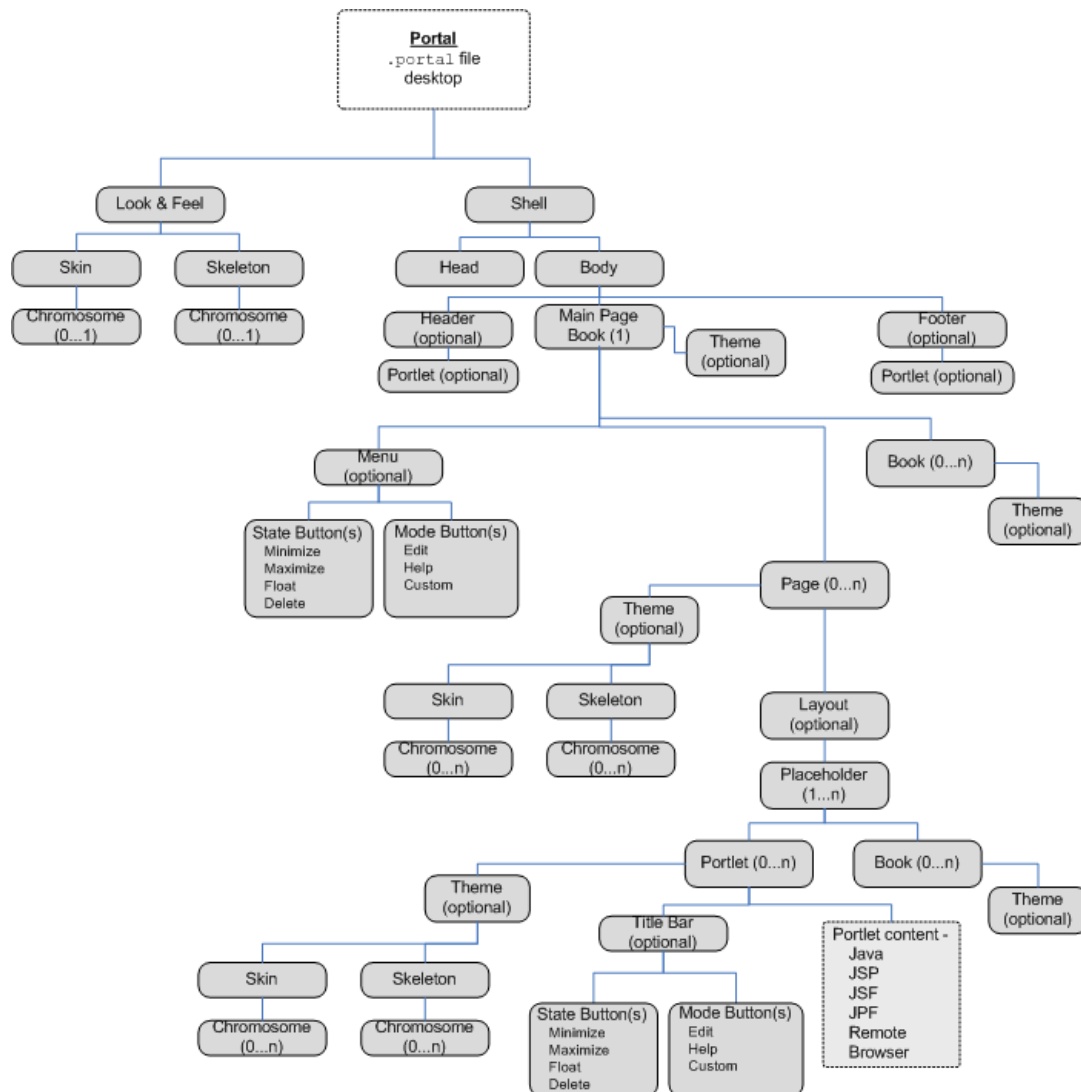 Portal
.portal file
desktop
Look & Feel
Shell
Skin
Skeleton
Head
Body
Chromosome
(0...1)
Chromosome
(0...1)
Header
(optional)
Main Page
Book (1)
Theme
(optional)
Footer
(optional)
Portlet (optional)
Portlet (optional)
Menu
(optional)
Book (0...n)
Theme
(optional)
State Button(s)
Minimize
Maximize
Float
Delete
Mode Button(s)
Edit
Help
Custom
Page (0...n)
Theme
(optional)
Skin
Skeleton
Layout
(optional)
Chromosome
(0...n)
Chromosome
(0...n)
Placeholder
(1...n)
Portlet (0...n)
Book (0...n)
Theme
(optional)
Theme
(optional)
Title Bar
(optional)
Portlet content -
Java
JSP
JSF
JPF
Remote
Browser
Skin
Skeleton
Chromosome
(0...n)
Chromosome
(0...n)
State Button(s)
Minimize
Maximize
Float
Delete
Mode Button(s)
Edit
Help
Custom